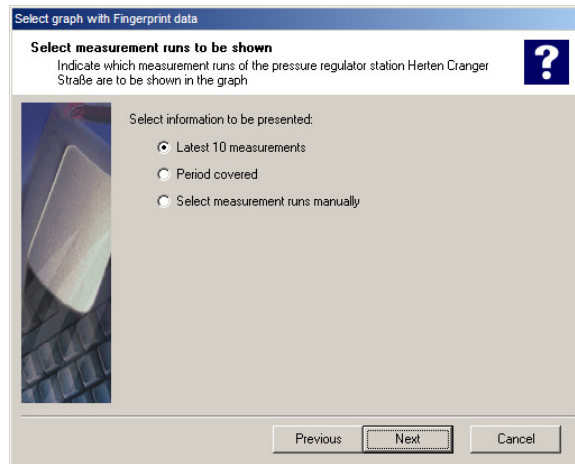 Select graph with Fingerprint data
Select measurement runs to be shown
Indicate which measurement runs of the pressure regulator station Herten Cranger
Straße are to be shown in the graph
?
Select information to be presented:
Latest 10 measurements
Period covered
Select measurement runs manually
Previous Next Cancel